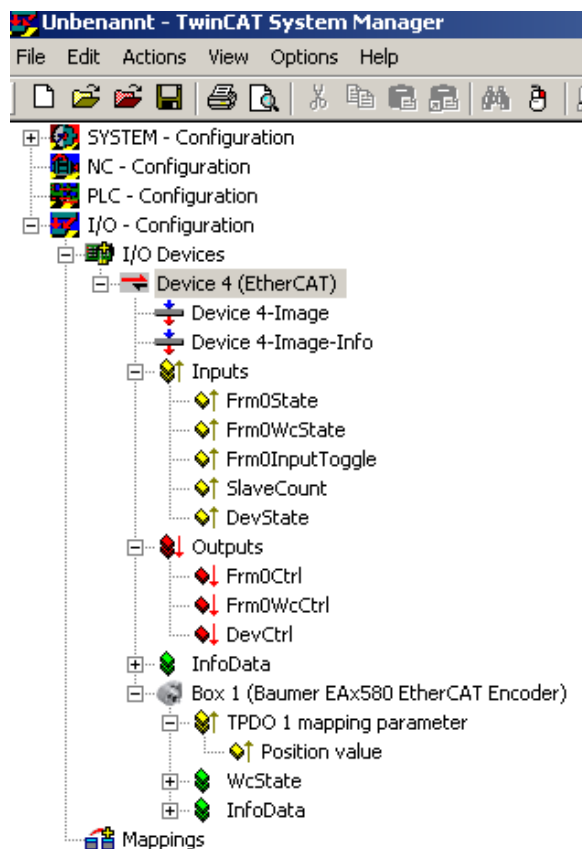 Unbenannt - TwinCAT System Manager
File Edit Actions View Options Help
SYSTEM - Configuration
NC - Configuration
PLC - Configuration
I/O - Configuration
I/O Devices
Device 4 (EtherCAT)
Device 4-Image
Device 4-Image-Info
Inputs
Frm0State
Frm0WcState
Frm0InputToggle
SlaveCount
DevState
Outputs
Frm0Ctrl
Frm0WcCtrl
DevCtrl
InfoData
Box 1 (Baumer EAx580 EtherCAT Encoder)
TPDO 1 mapping parameter
Position value
WcState
InfoData
Mappings